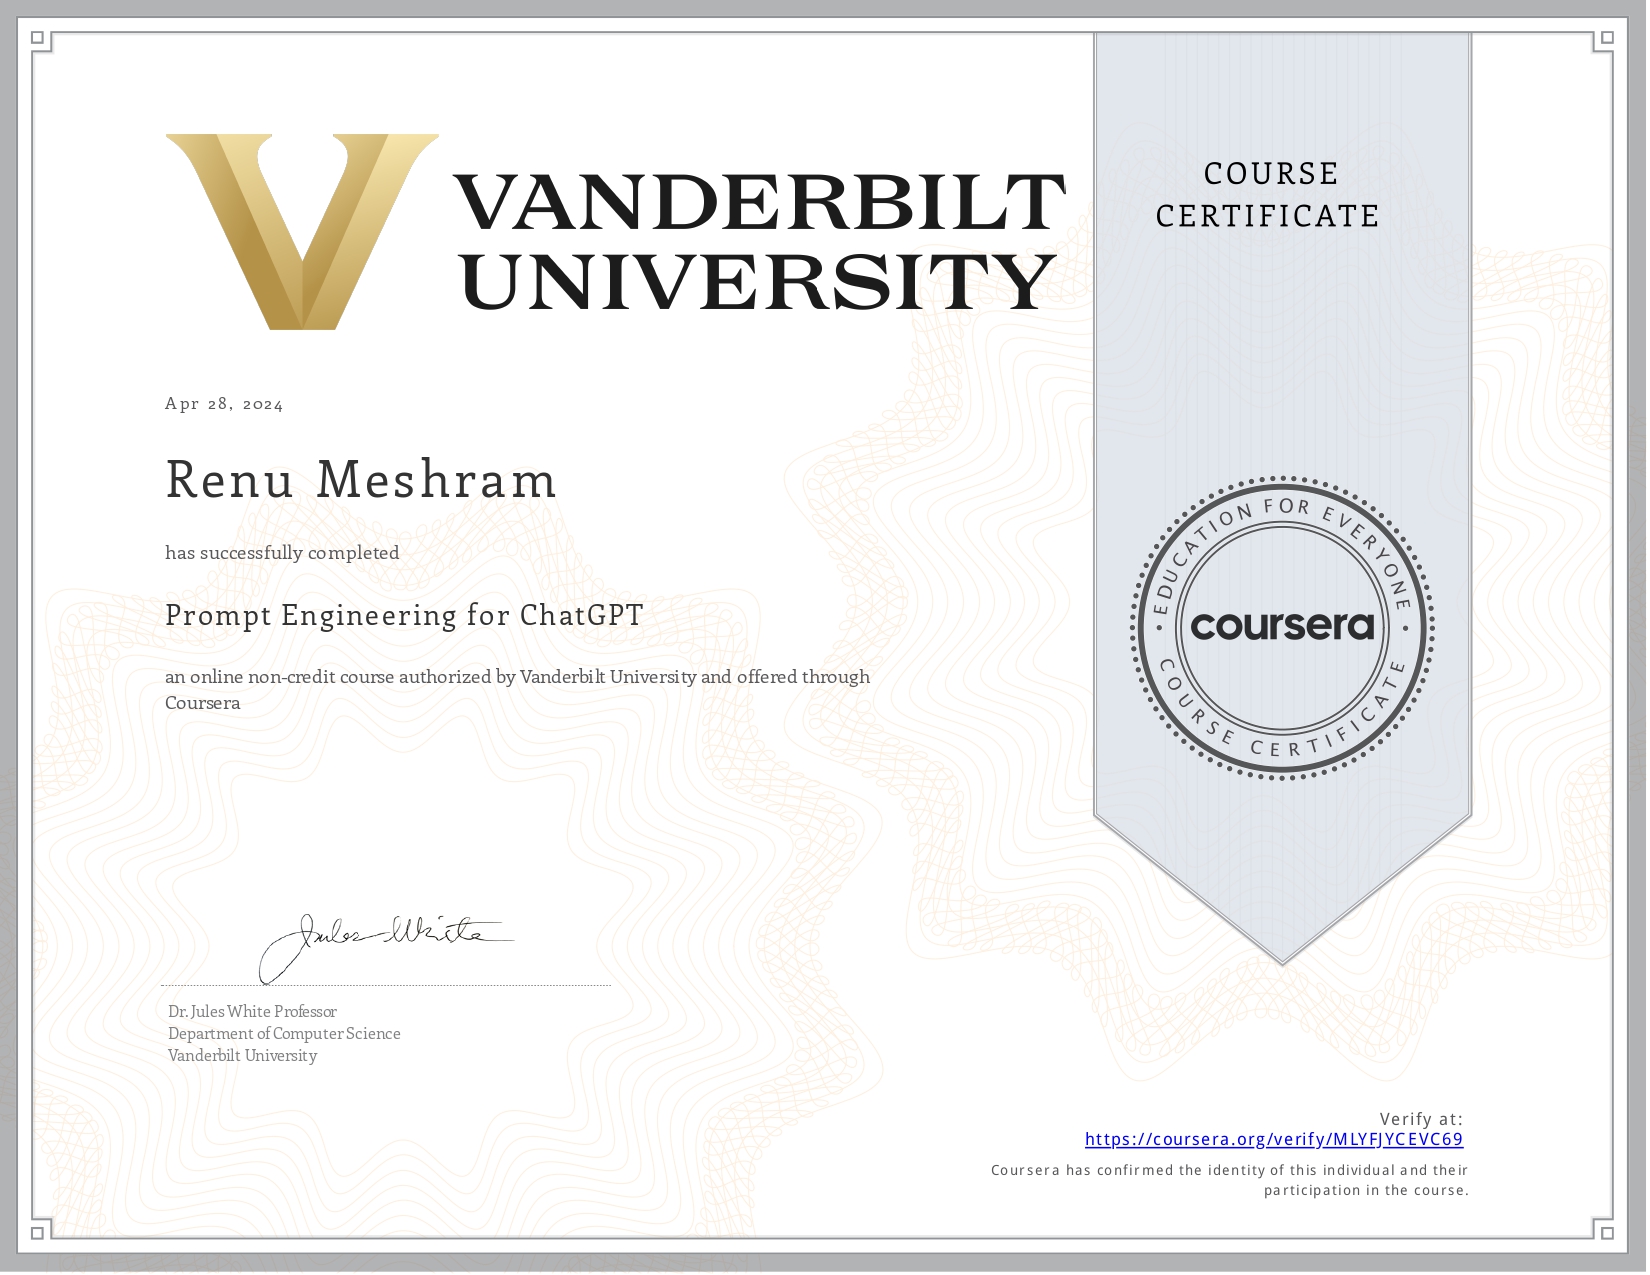 VANDERBILT
UNIVERSITY
COURSE
CERTIFICATE
Apr 28, 2024
Renu Meshram
has successfully completed
Prompt Engineering for ChatGPT
an online non-credit course authorized by Vanderbilt University and offered through
Coursera
• EDUCATION FOR EVERYONE •
coursera
COURSE CERTIFICATE
Jules White
Dr. Jules White Professor
Department of Computer Science
Vanderbilt University
Verify at:
https://coursera.org/verify/MLYFJYCEVC69
Coursera has confirmed the identity of this individual and their
participation in the course.